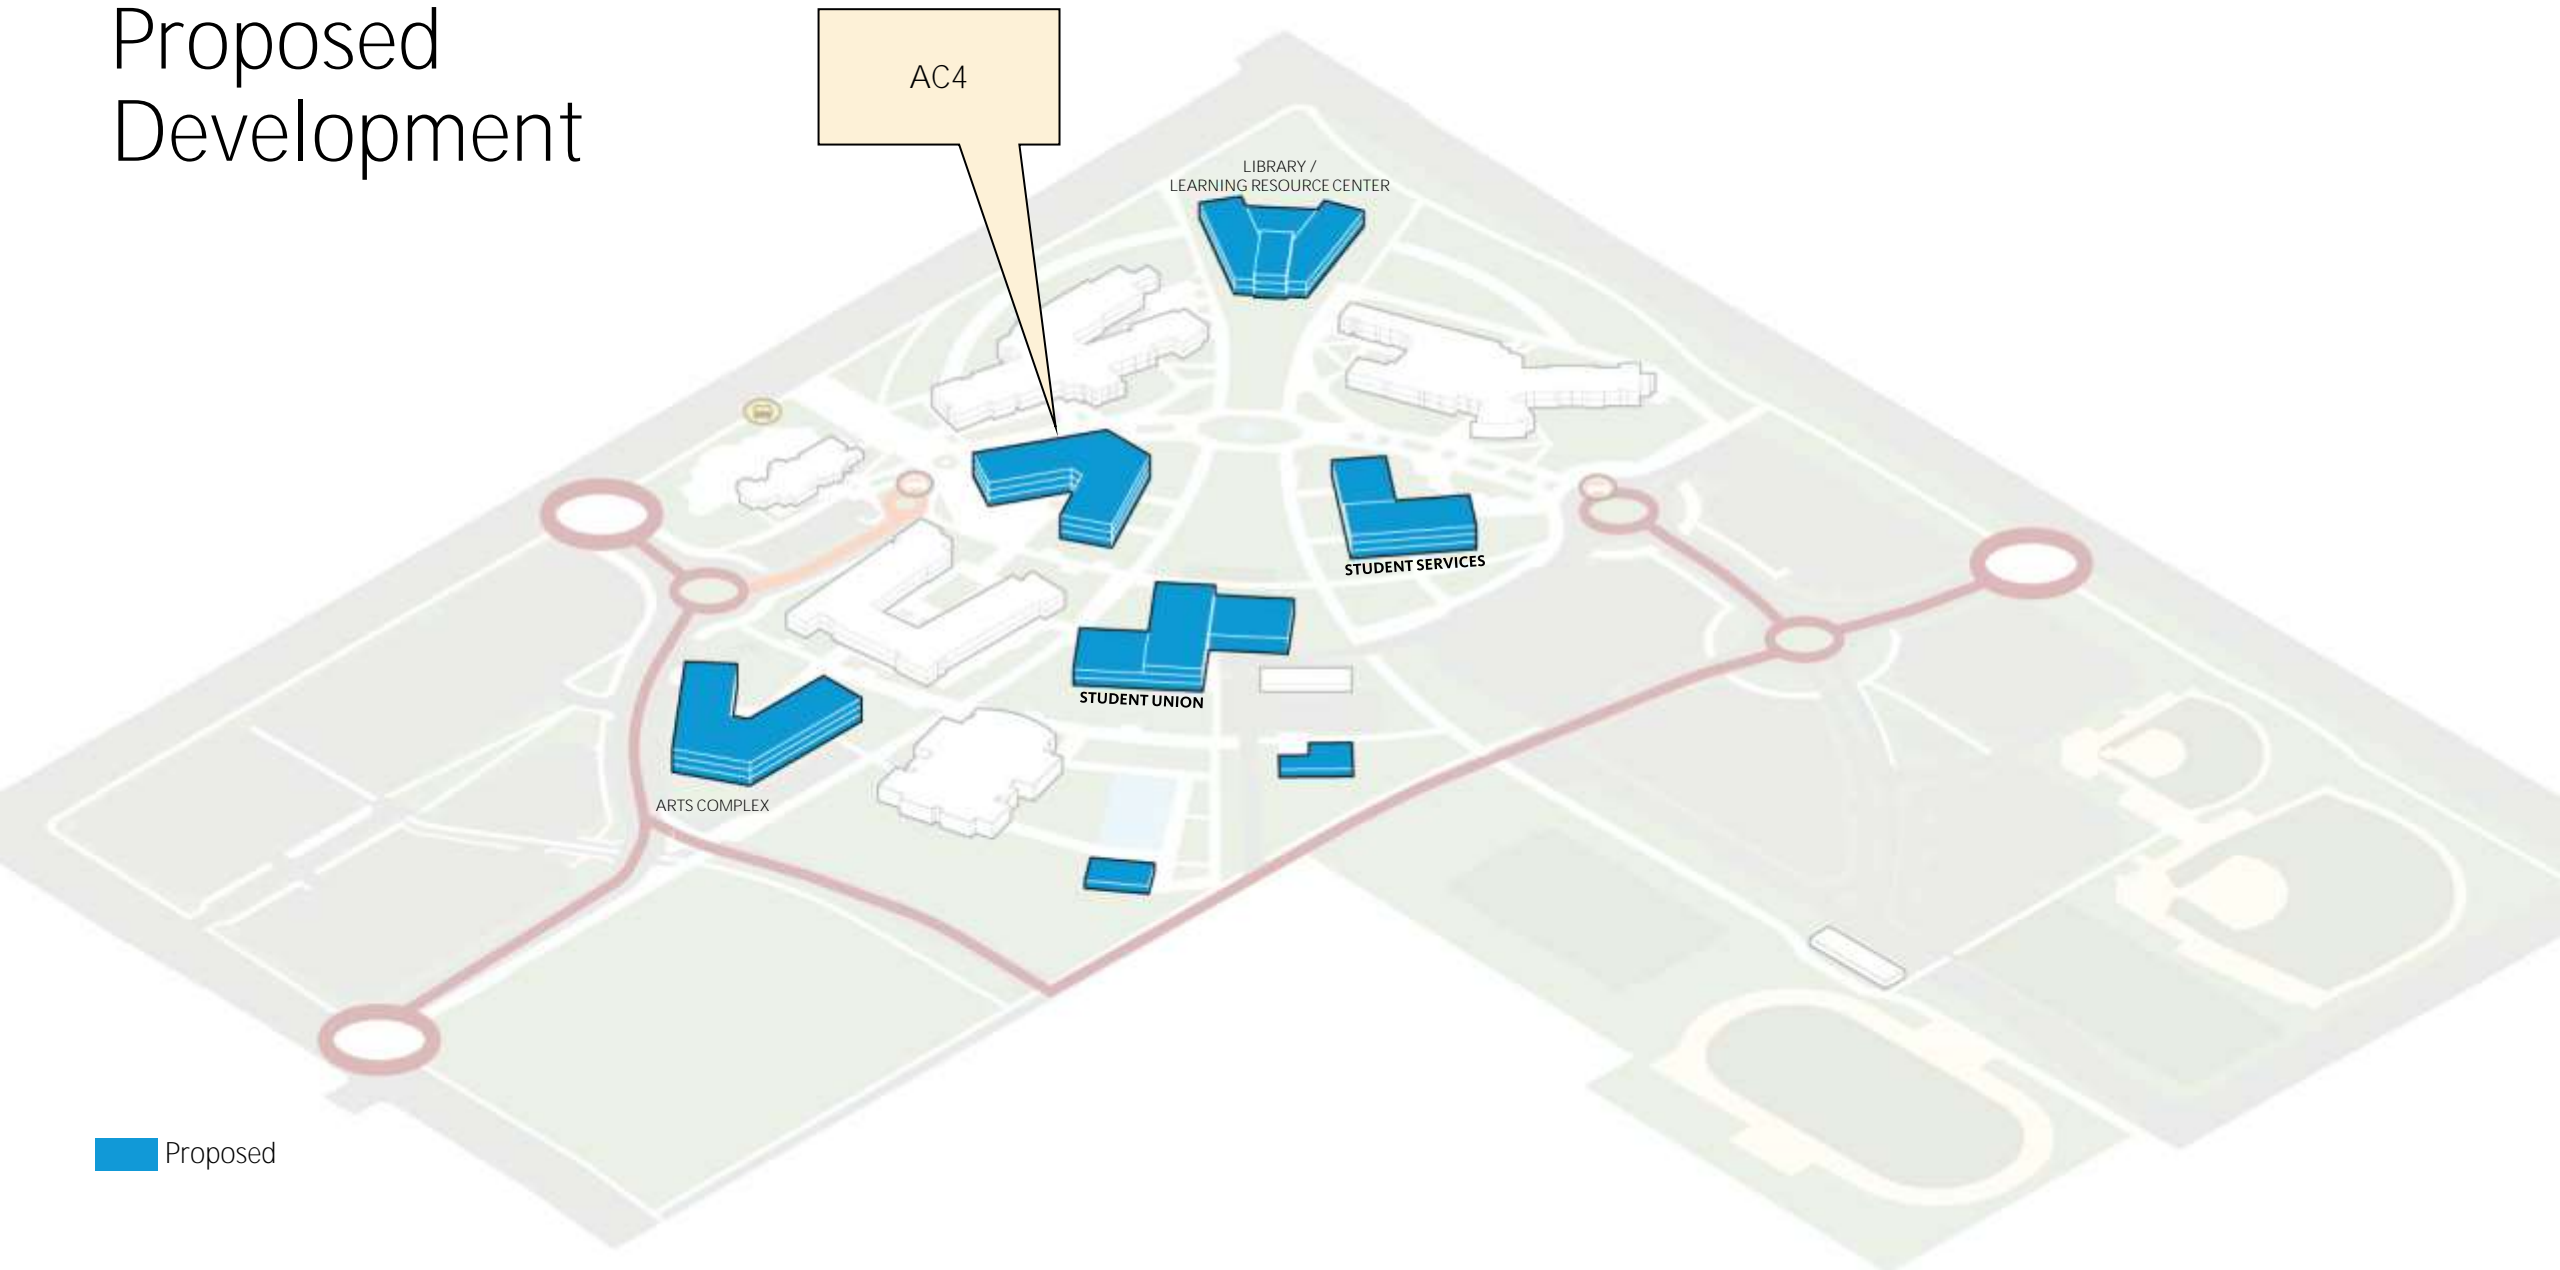 Proposed
Development
AC4
LIBRARY /
LEARNING RESOURCE CENTER
STUDENT SERVICES
STUDENT UNION
ARTS COMPLEX
Proposed